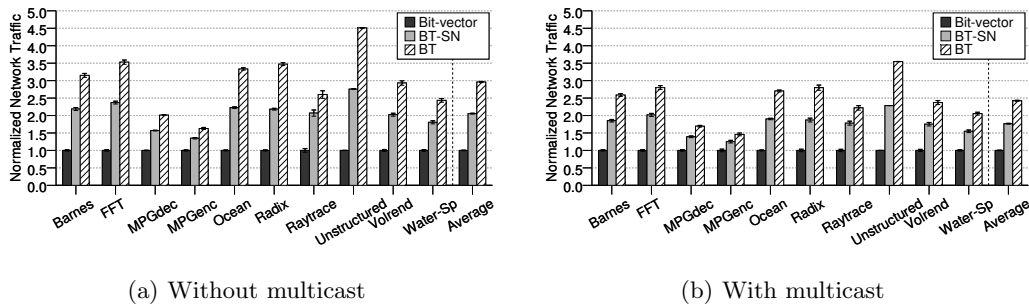 Normalized Network Traffic
5.0
4.5
4.0
3.5
3.0
2.5
2.0
1.5
1.0
0.5
0.0
Bit-vector
BT-SN
BT
Barnes
FFT
MPGdec
MPGenc
Ocean
Radix
Raytrace
Unstructured
Volrend
Water-Sp
Average
(a) Without multicast
Normalized Network Traffic
5.0
4.5
4.0
3.5
3.0
2.5
2.0
1.5
1.0
0.5
0.0
Bit-vector
BT-SN
BT
Barnes
FFT
MPGdec
MPGenc
Ocean
Radix
Raytrace
Unstructured
Volrend
Water-Sp
Average
(b) With multicast